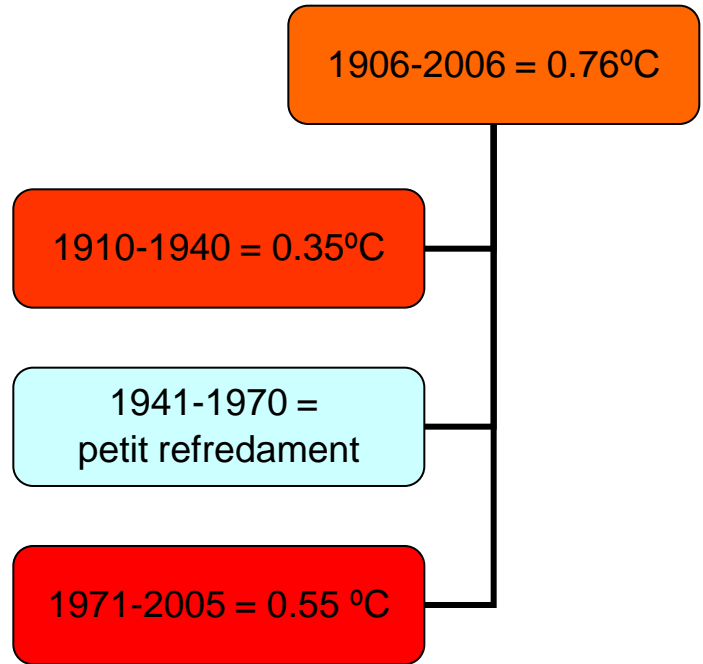 1906-2006 = 0.76ºC
1910-1940 = 0.35ºC
1941-1970 =
petit refredament
1971-2005 = 0.55 ºC